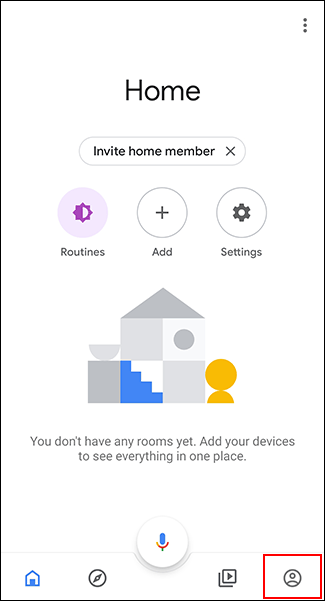 Home
Invite home member
Routines
Add
Settings
You don't have any rooms yet. Add your devices
to see everything in one place.